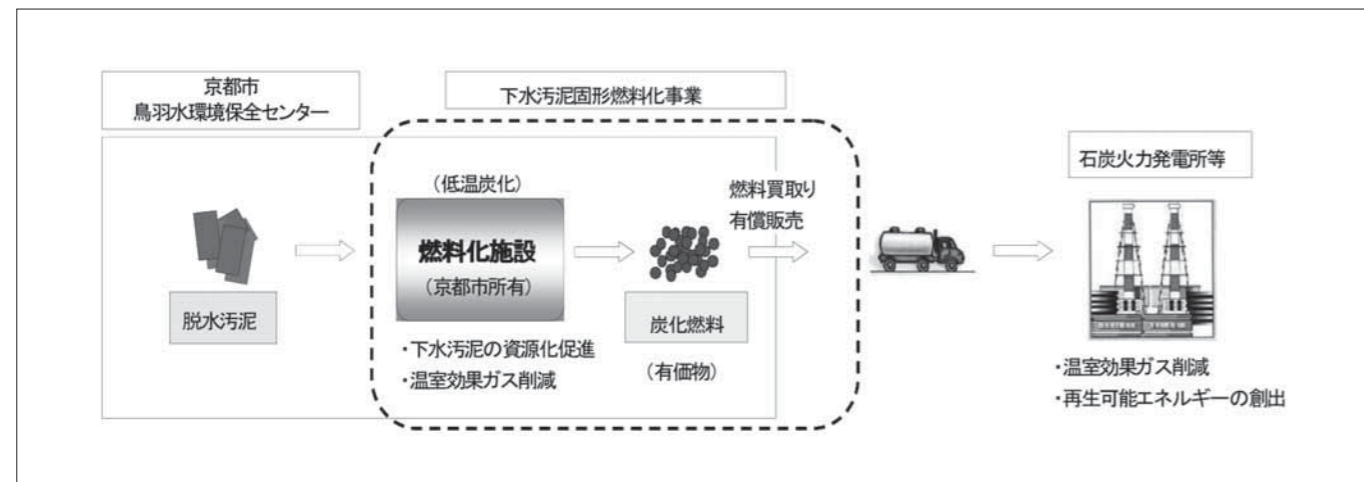 京都市
鳥羽水環境保全センター
下水汚泥固形燃料化事業
脱水汚泥
(低温炭化)
燃料化施設
(京都市所有)
・下水汚泥の資源化促進
・温室効果ガス削減
炭化燃料
(有価物)
燃料買取り
有償販売
石炭火力発電所等
・温室効果ガス削減
・再生可能エネルギーの創出